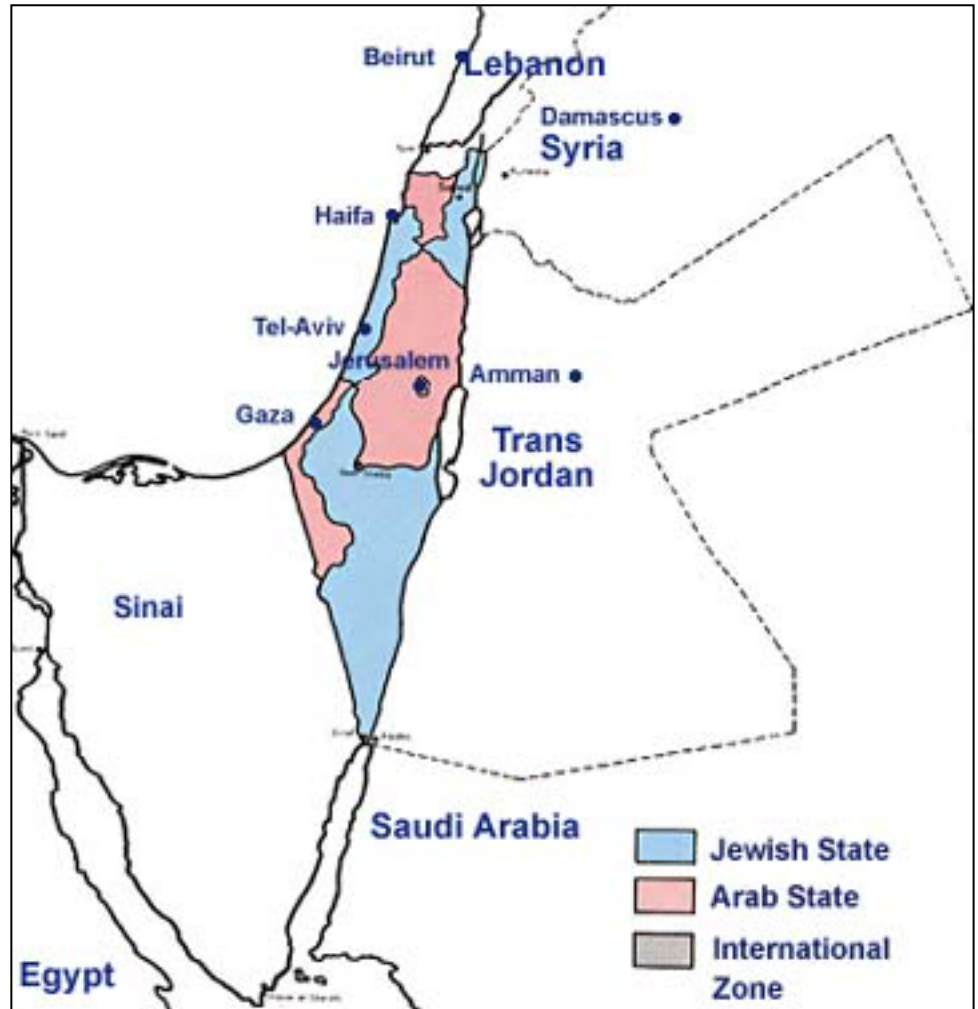 Beirut
Lebanon
Damascus
Syria
Haifa
Tel-Aviv
Jerusalem
Amman
Gaza
Trans
Jordan
Sinai
Saudi Arabia
Jewish State
Arab State
International
Zone
Egypt